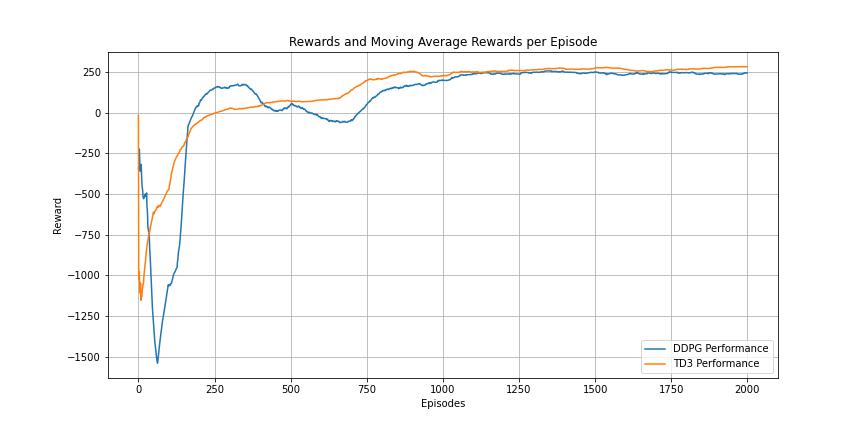 Rewards and Moving Average Rewards per Episode
250
0
−250
−500
−750
−1000
−1250
−1500
Reward
0 250 500 750 1000 1250 1500 1750 2000
Episodes
DDPG Performance
TD3 Performance